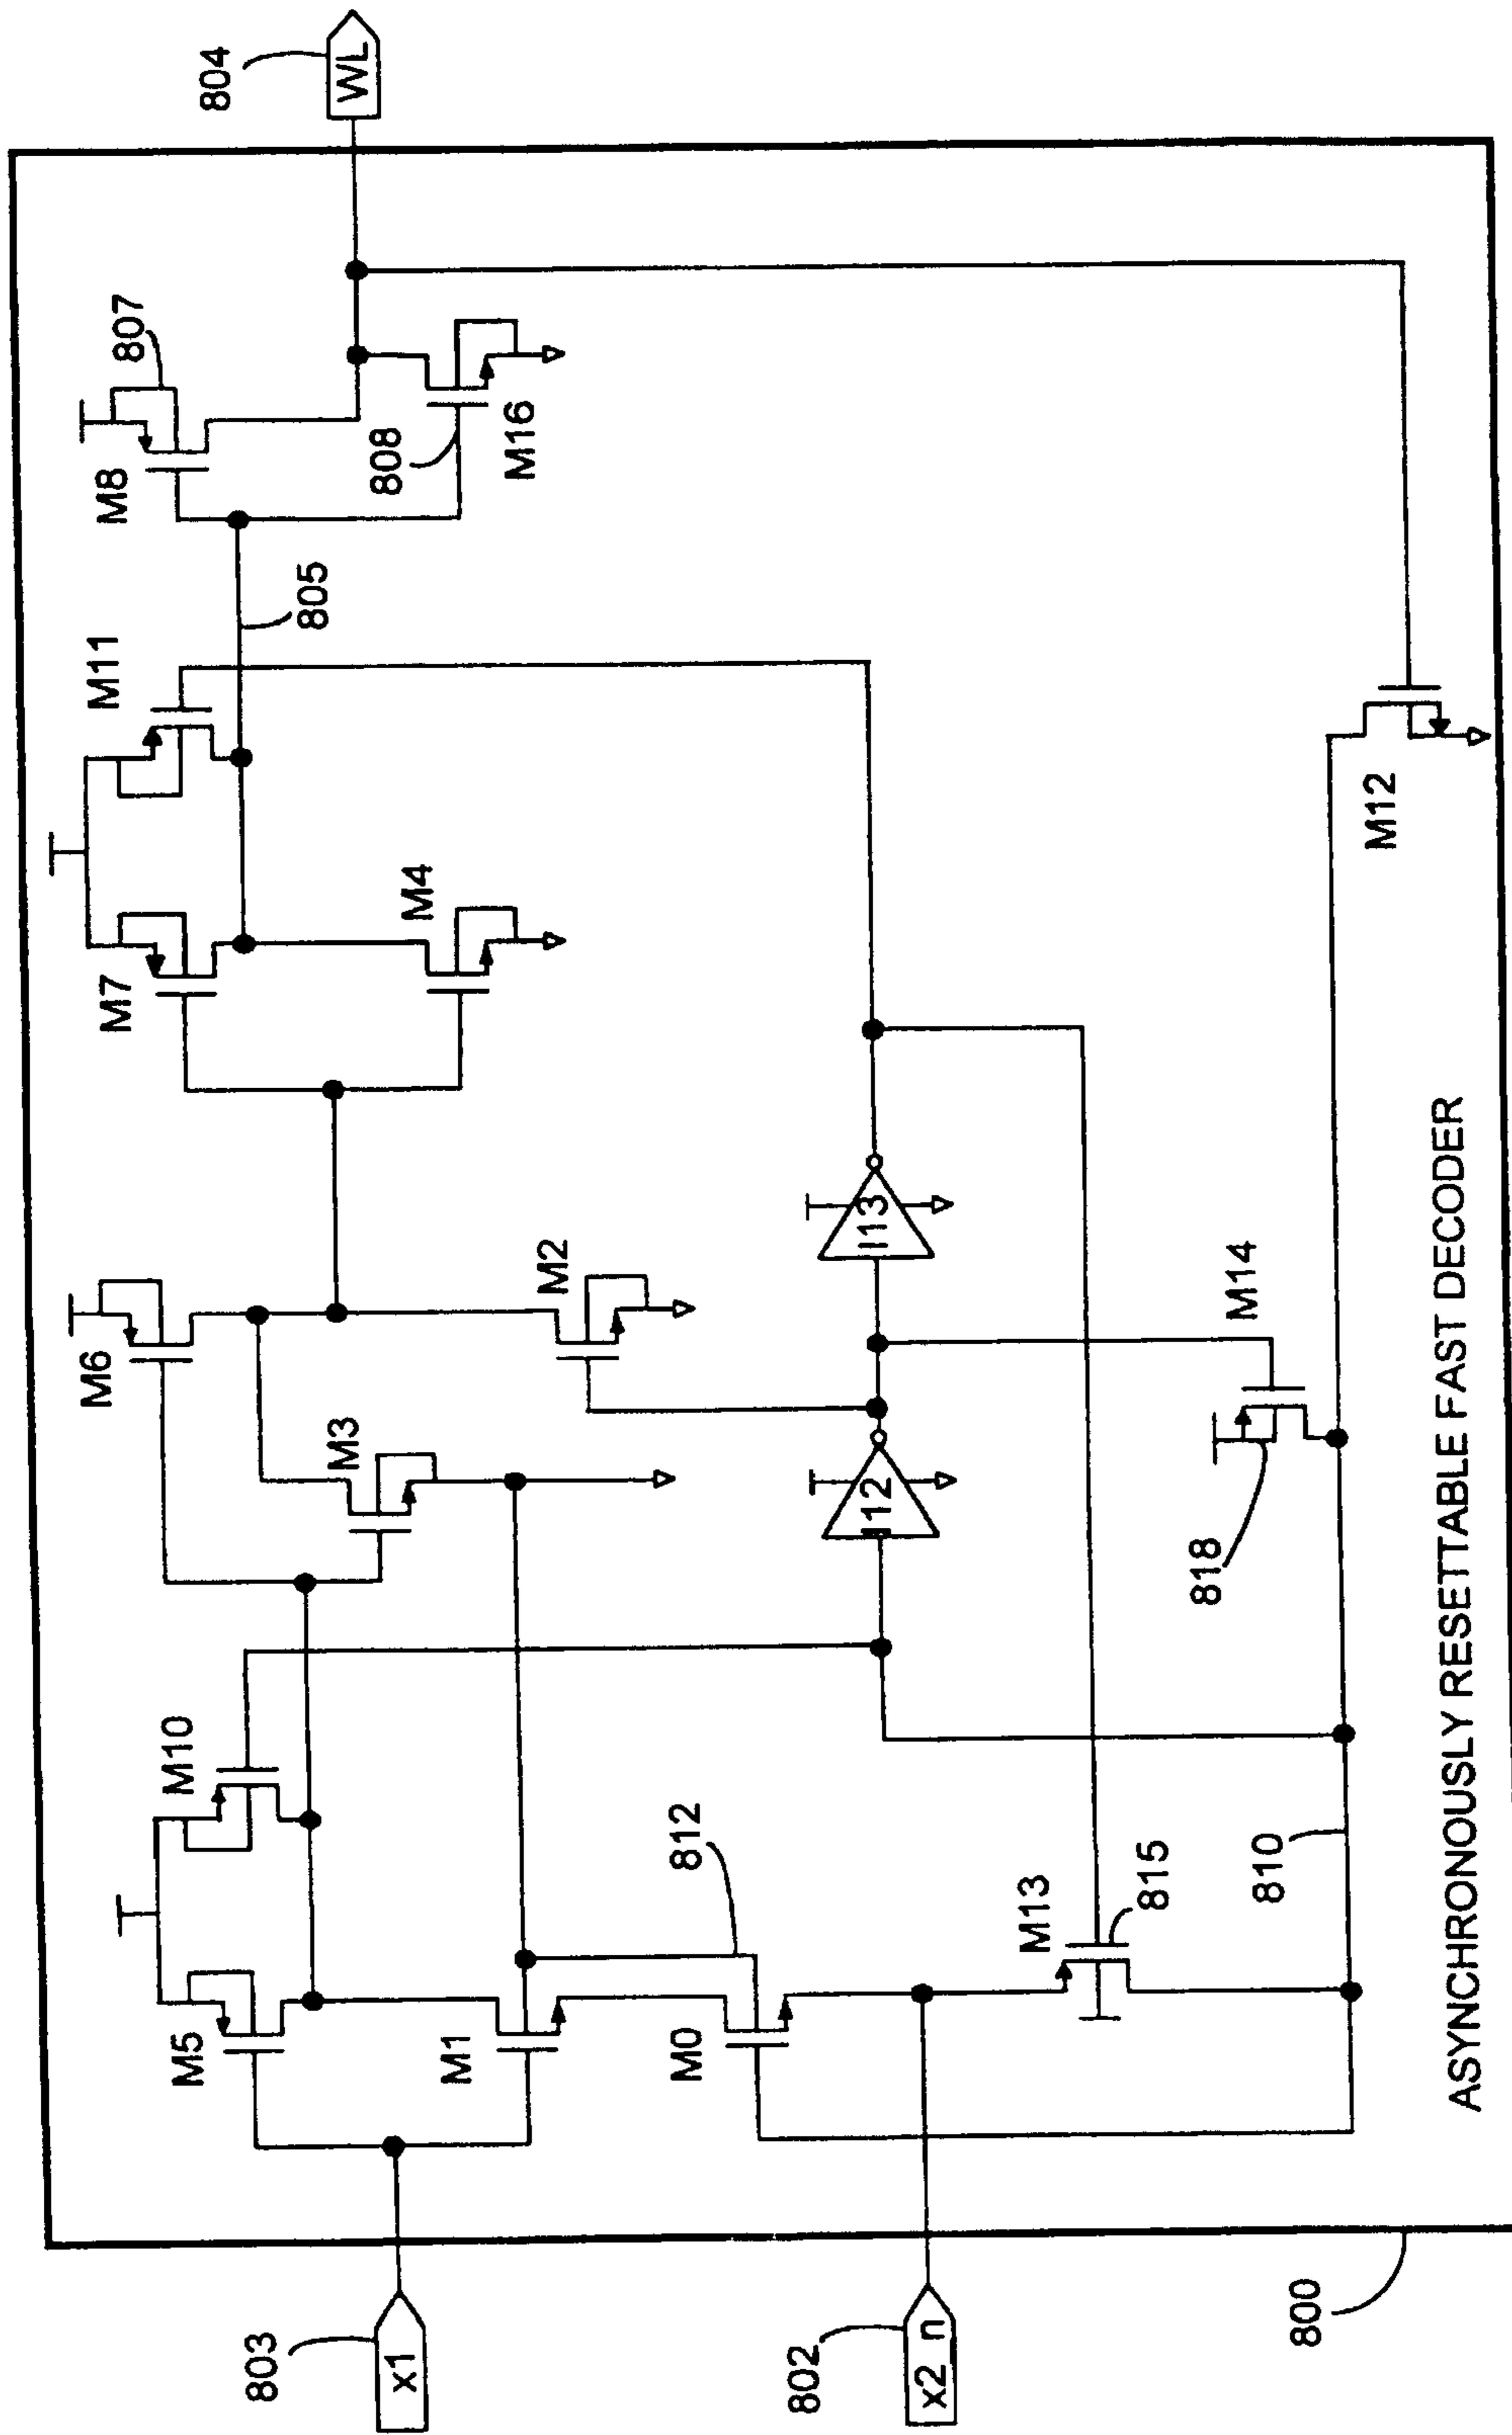 804
WL
807
M8
808
M16
805
M11
M7
M4
M6
M3
M2
M10
M5
M1
812
M0
I12
I13
M14
818
M12
M13
815
810
803
x1
802
x2_n
800
ASYNCHRONOUSLY RESETTABLE FAST DECODER